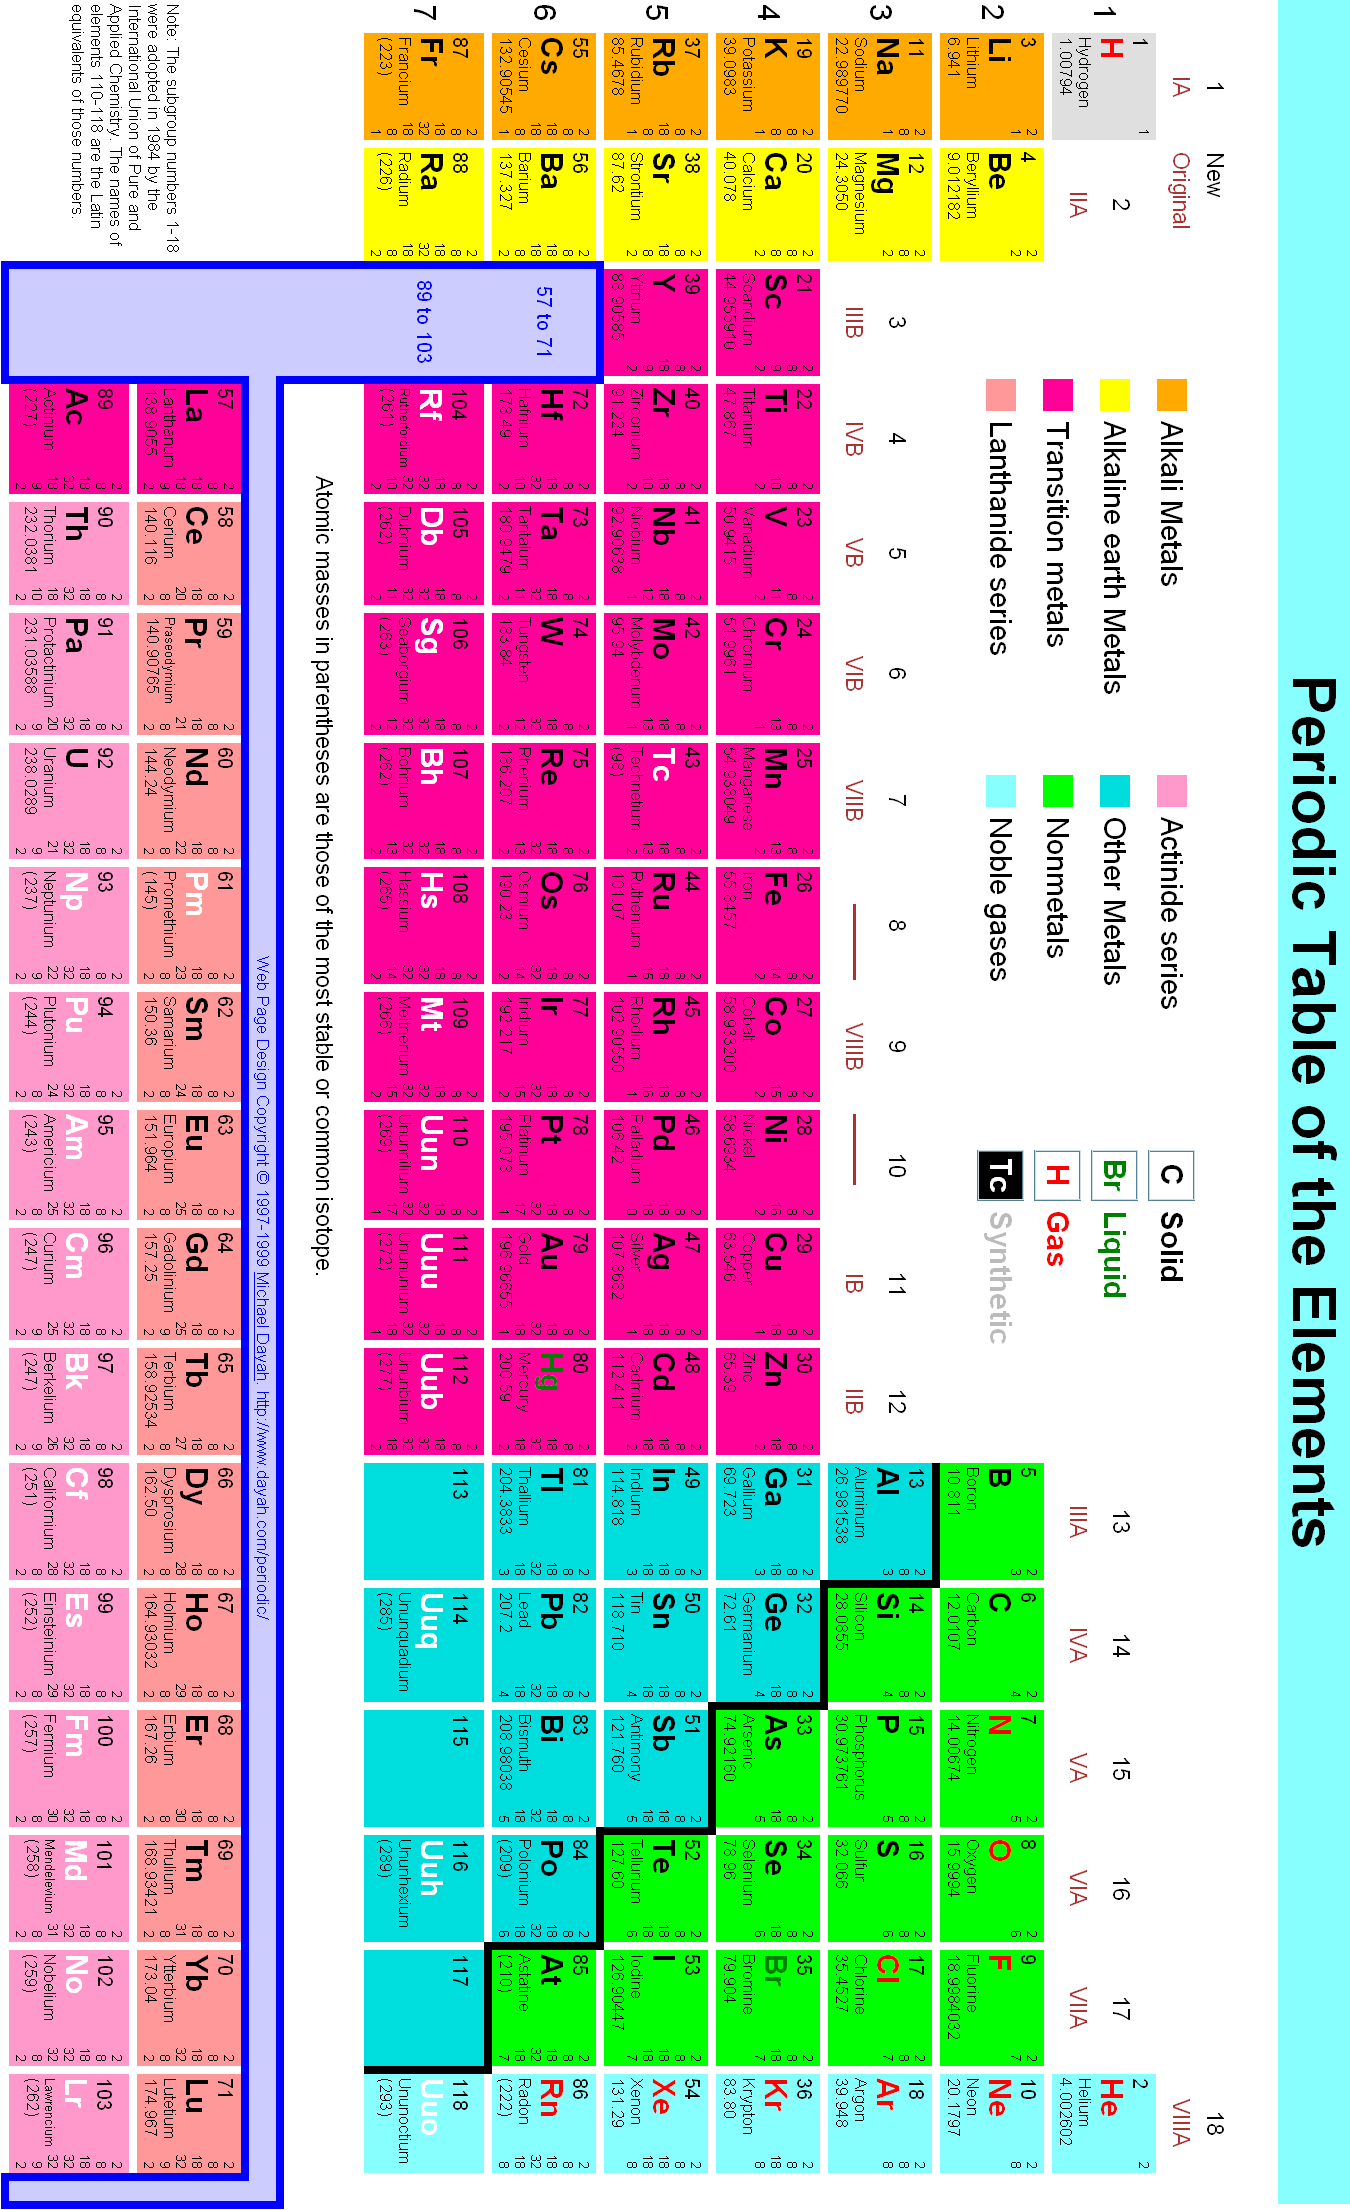 Periodic Table of the Elements
1 IA
New
Original
Alkali Metals
Alkaline earth Metals
Transition metals
Lanthanide series
Actinide series
Other Metals
Nonmetals
Noble gases
C Solid
Br Liquid
H Gas
Tc Synthetic
18 VIIIA
1
1 H Hydrogen 1.00794 1
2 IIA
13 IIIA
14 IVA
15 VA
16 VIA
17 VIIA
2 He Helium 4.002602 2
2
3 Li Lithium 6.941 2 1
4 Be Beryllium 9.012182 2 2
5 B Boron 10.811 2 3
6 C Carbon 12.0107 2 4
7 N Nitrogen 14.00674 2 5
8 O Oxygen 15.9994 2 6
9 F Fluorine 18.9984032 2 7
10 Ne Neon 20.1797 2 8
3
11 Na Sodium 22.989770 2 8 1
12 Mg Magnesium 24.3050 2 8 2
3 IIIB
4 IVB
5 VB
6 VIB
7 VIIB
8
9 VIIIB
10
11 IB
12 IIB
13 Al Aluminum 26.981538 2 8 3
14 Si Silicon 28.0855 2 8 4
15 P Phosphorus 30.973761 2 8 5
16 S Sulfur 32.066 2 8 6
17 Cl Chlorine 35.4527 2 8 7
18 Ar Argon 39.948 2 8 8
4
19 K Potassium 39.0983 2 8 8 1
20 Ca Calcium 40.078 2 8 8 2
21 Sc Scandium 44.955910 2 8 9 2
22 Ti Titanium 47.867 2 8 10 2
23 V Vanadium 50.9415 2 8 11 2
24 Cr Chromium 51.9961 2 8 13 1
25 Mn Manganese 54.938049 2 8 13 2
26 Fe Iron 55.8457 2 8 14 2
27 Co Cobalt 58.933200 2 8 15 2
28 Ni Nickel 58.6934 2 8 16 2
29 Cu Copper 63.546 2 8 18 1
30 Zn Zinc 65.39 2 8 18 2
31 Ga Gallium 69.723 2 8 18 3
32 Ge Germanium 72.61 2 8 18 4
33 As Arsenic 74.92160 2 8 18 5
34 Se Selenium 78.96 2 8 18 6
35 Br Bromine 79.904 2 8 18 7
36 Kr Krypton 83.80 2 8 18 8
5
37 Rb Rubidium 85.4678 2 8 18 8 1
38 Sr Strontium 87.62 2 8 18 8 2
39 Y Yttrium 88.90585 2 8 18 9 2
40 Zr Zirconium 91.224 2 8 18 10 2
41 Nb Niobium 92.90638 2 8 18 12 1
42 Mo Molybdenum 95.94 2 8 18 13 1
43 Tc Technetium (98) 2 8 18 13 2
44 Ru Ruthenium 101.07 2 8 18 15 1
45 Rh Rhodium 102.90550 2 8 18 16 1
46 Pd Palladium 106.42 2 8 18 18 0
47 Ag Silver 107.8682 2 8 18 18 1
48 Cd Cadmium 112.411 2 8 18 18 2
49 In Indium 114.818 2 8 18 18 3
50 Sn Tin 118.710 2 8 18 18 4
51 Sb Antimony 121.760 2 8 18 18 5
52 Te Tellurium 127.60 2 8 18 18 6
53 I Iodine 126.90447 2 8 18 18 7
54 Xe Xenon 131.29 2 8 18 18 8
6
55 Cs Cesium 132.90545 2 8 18 18 8 1
56 Ba Barium 137.327 2 8 18 18 8 2
57 to 71
72 Hf Hafnium 178.49 2 8 18 32 10 2
73 Ta Tantalum 180.9479 2 8 18 32 11 2
74 W Tungsten 183.84 2 8 18 32 12 2
75 Re Rhenium 186.207 2 8 18 32 13 2
76 Os Osmium 190.23 2 8 18 32 14 2
77 Ir Iridium 192.217 2 8 18 32 15 2
78 Pt Platinum 195.078 2 8 18 32 17 1
79 Au Gold 196.96655 2 8 18 32 18 1
80 Hg Mercury 200.59 2 8 18 32 18 2
81 Tl Thallium 204.3833 2 8 18 32 18 3
82 Pb Lead 207.2 2 8 18 32 18 4
83 Bi Bismuth 208.98038 2 8 18 32 18 5
84 Po Polonium (209) 2 8 18 32 18 6
85 At Astatine (210) 2 8 18 32 18 7
86 Rn Radon (222) 2 8 18 32 18 8
7
87 Fr Francium (223) 2 8 18 32 18 8 1
88 Ra Radium (226) 2 8 18 32 18 8 2
89 to 103
104 Rf Rutherfordium (261) 2 8 18 32 32 10 2
105 Db Dubnium (262) 2 8 18 32 32 11 2
106 Sg Seaborgium (263) 2 8 18 32 32 12 2
107 Bh Bohrium (262) 2 8 18 32 32 13 2
108 Hs Hassium (265) 2 8 18 32 32 14 2
109 Mt Meitnerium (266) 2 8 18 32 32 15 2
110 Uun Ununnilium (269) 2 8 18 32 32 17 1
111 Uuu Unununium (272) 2 8 18 32 32 18 1
112 Uub Ununbium (277) 2 8 18 32 32 18 2
113
114 Uuq Ununquadium (285)
115
116 Uuh Ununhexium (289)
117
118 Uuo Ununoctium (293)
Atomic masses in parentheses are those of the most stable or common isotope.
Web Page Design Copyright © 1997-1999 Michael Dayah. http://www.dayah.com/periodic/
Note: The subgroup numbers 1-18
were adopted in 1984 by the
International Union of Pure and
Applied Chemistry. The names of
elements 110-118 are the Latin
equivalents of those numbers.
57 La Lanthanum 138.9055 2 8 18 18 9 2
58 Ce Cerium 140.116 2 8 18 20 8 2
59 Pr Praseodymium 140.90765 2 8 18 21 8 2
60 Nd Neodymium 144.24 2 8 18 22 8 2
61 Pm Promethium (145) 2 8 18 23 8 2
62 Sm Samarium 150.36 2 8 18 24 8 2
63 Eu Europium 151.964 2 8 18 25 8 2
64 Gd Gadolinium 157.25 2 8 18 25 9 2
65 Tb Terbium 158.92534 2 8 18 27 8 2
66 Dy Dysprosium 162.50 2 8 18 28 8 2
67 Ho Holmium 164.93032 2 8 18 29 8 2
68 Er Erbium 167.26 2 8 18 30 8 2
69 Tm Thulium 168.93421 2 8 18 31 8 2
70 Yb Ytterbium 173.04 2 8 18 32 8 2
71 Lu Lutetium 174.967 2 8 18 32 9 2
89 Ac Actinium (227) 2 8 18 32 18 9 2
90 Th Thorium 232.0381 2 8 18 32 18 10 2
91 Pa Protactinium 231.03588 2 8 18 32 20 9 2
92 U Uranium 238.0289 2 8 18 32 21 9 2
93 Np Neptunium (237) 2 8 18 32 22 9 2
94 Pu Plutonium (244) 2 8 18 32 24 8 2
95 Am Americium (243) 2 8 18 32 25 8 2
96 Cm Curium (247) 2 8 18 32 25 9 2
97 Bk Berkelium (247) 2 8 18 32 26 9 2
98 Cf Californium (251) 2 8 18 32 28 8 2
99 Es Einsteinium (252) 2 8 18 32 29 8 2
100 Fm Fermium (257) 2 8 18 32 30 8 2
101 Md Mendelevium (258) 2 8 18 32 31 8 2
102 No Nobelium (259) 2 8 18 32 32 8 2
103 Lr Lawrencium (262) 2 8 18 32 32 9 2